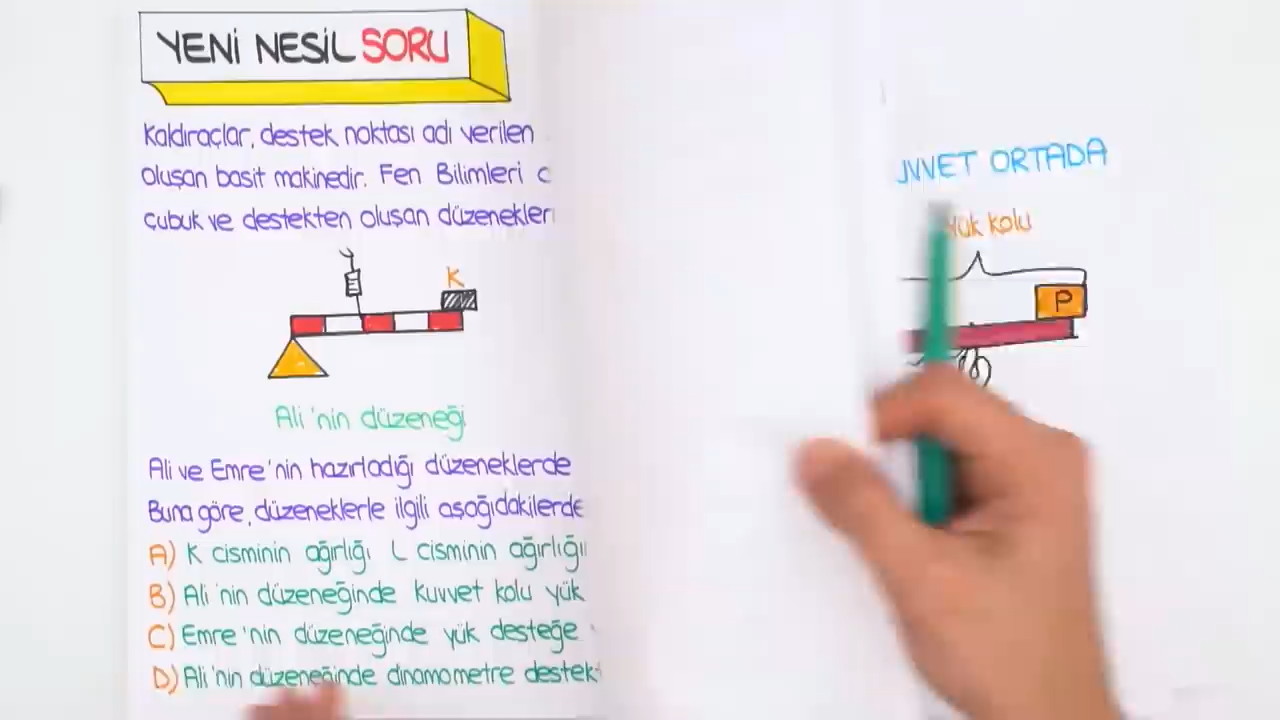 YENİ NESİL SORU
Kaldıraçlar, destek noktası adı verilen
oluşan basit makinedir. Fen Bilimleri
çubuk ve destekten oluşan düzenekler
K
Ali'nin düzeneği
Ali ve Emre'nin hazırladığı düzeneklerde
Buna göre, düzeneklerle ilgili aşağıdakilerde
A) K cisminin ağırlığı L cisminin ağırlığı
B) Ali'nin düzeneğinde kuvvet kolu yük
C) Emre'nin düzeneğinde yük desteğe
D) Ali'nin düzeneğinde dinamometre destek
ORTADA
Yük kolu
P